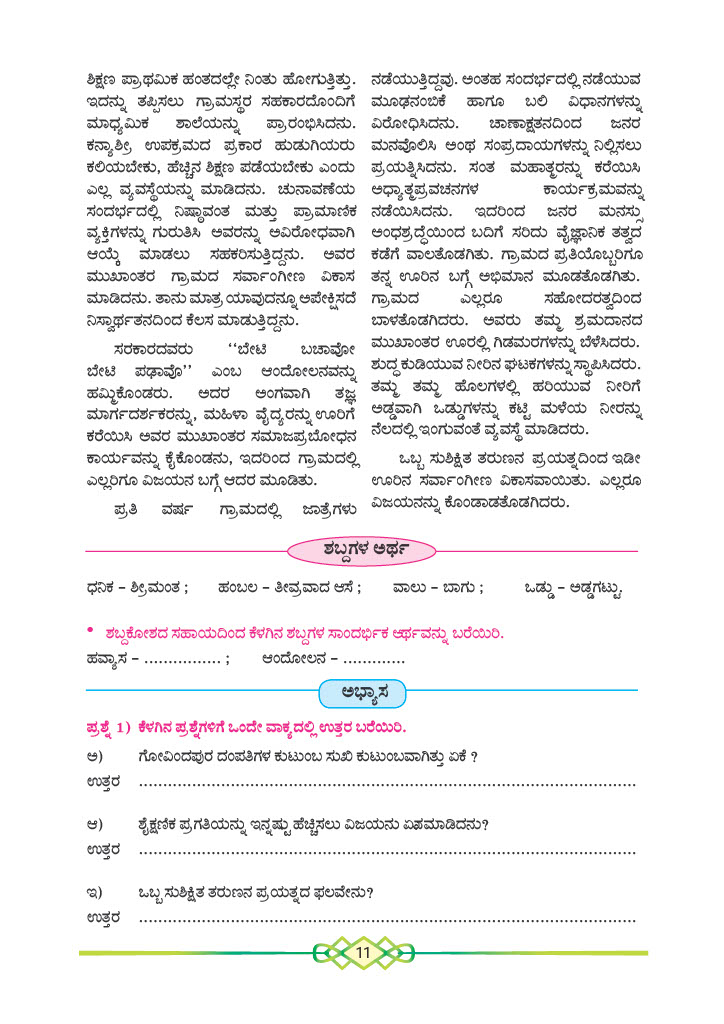 ಶಿಕ್ಷಣ ಪ್ರಾಥಮಿಕ ಹಂತದಲ್ಲೇ ನಿಂತು ಹೋಗುತ್ತಿತ್ತು.
ಇದನ್ನು ತಪ್ಪಿಸಲು ಗ್ರಾಮಸ್ಥರ ಸಹಕಾರದೊಂದಿಗೆ
ಮಾಧ್ಯಮಿಕ ಶಾಲೆಯನ್ನು ಪ್ರಾರಂಭಿಸಿದನು.
ಕನ್ಯಾಶ್ರೀ ಉಪಕ್ರಮದ ಪ್ರಕಾರ ಹುಡುಗಿಯರು
ಕಲಿಯಬೇಕು, ಹೆಚ್ಚಿನ ಶಿಕ್ಷಣ ಪಡೆಯಬೇಕು ಎಂದು
ಎಲ್ಲ ವ್ಯವಸ್ಥೆಯನ್ನು ಮಾಡಿದನು. ಚುನಾವಣೆಯ
ಸಂದರ್ಭದಲ್ಲಿ ನಿಷ್ಠಾವಂತ ಮತ್ತು ಪ್ರಾಮಾಣಿಕ
ವ್ಯಕ್ತಿಗಳನ್ನು ಗುರುತಿಸಿ ಅವರನ್ನು ಅವಿರೋಧವಾಗಿ
ಆಯ್ಕೆ ಮಾಡಲು ಸಹಕರಿಸುತ್ತಿದ್ದನು. ಅವರ
ಮುಖಾಂತರ ಗ್ರಾಮದ ಸರ್ವಾಂಗೀಣ ವಿಕಾಸ
ಮಾಡಿದನು. ತಾನು ಮಾತ್ರ ಯಾವುದನ್ನೂ ಅಪೇಕ್ಷಿಸದೆ
ನಿಸ್ವಾರ್ಥತನದಿಂದ ಕೆಲಸ ಮಾಡುತ್ತಿದ್ದನು.
ಸರಕಾರದವರು ‘‘ಬೇಟಿ ಬಚಾವೋ
ಬೇಟಿ ಪಢಾವೊ’’ ಎಂಬ ಆಂದೋಲನವನ್ನು
ಹಮ್ಮಿಕೊಂಡರು. ಅದರ ಅಂಗವಾಗಿ ತಜ್ಞ
ಮಾರ್ಗದರ್ಶಕರನ್ನು, ಮಹಿಳಾ ವೈದ್ಯರನ್ನು ಊರಿಗೆ
ಕರೆಯಿಸಿ ಅವರ ಮುಖಾಂತರ ಸಮಾಜಪ್ರಬೋಧನ
ಕಾರ್ಯವನ್ನು ಕೈಕೊಂಡನು, ಇದರಿಂದ ಗ್ರಾಮದಲ್ಲಿ
ಎಲ್ಲರಿಗೂ ವಿಜಯನ ಬಗ್ಗೆ ಆದರ ಮೂಡಿತು.
ಪ್ರತಿ ವರ್ಷ ಗ್ರಾಮದಲ್ಲಿ ಜಾತ್ರೆಗಳು
ನಡೆಯುತ್ತಿದ್ದವು. ಅಂತಹ ಸಂದರ್ಭದಲ್ಲಿ ನಡೆಯುವ
ಮೂಢನಂಬಿಕೆ ಹಾಗೂ ಬಲಿ ವಿಧಾನಗಳನ್ನು
ವಿರೋಧಿಸಿದನು. ಚಾಣಾಕ್ಷತನದಿಂದ ಜನರ
ಮನವೊಲಿಸಿ ಅಂಥ ಸಂಪ್ರದಾಯಗಳನ್ನು ನಿಲ್ಲಿಸಲು
ಪ್ರಯತ್ನಿಸಿದನು. ಸಂತ ಮಹಾತ್ಮರನ್ನು ಕರೆಯಿಸಿ
ಅಧ್ಯಾತ್ಮಪ್ರವಚನಗಳ ಕಾರ್ಯಕ್ರಮವನ್ನು
ನಡೆಯಿಸಿದನು. ಇದರಿಂದ ಜನರ ಮನಸ್ಸು
ಅಂಧಶ್ರದ್ಧೆಯಿಂದ ಬದಿಗೆ ಸರಿದು ವೈಜ್ಞಾನಿಕ ತತ್ವದ
ಕಡೆಗೆ ವಾಲತೊಡಗಿತು. ಗ್ರಾಮದ ಪ್ರತಿಯೊಬ್ಬರಿಗೂ
ತನ್ನ ಊರಿನ ಬಗ್ಗೆ ಅಭಿಮಾನ ಮೂಡತೊಡಗಿತು.
ಗ್ರಾಮದ ಎಲ್ಲರೂ ಸಹೋದರತ್ವದಿಂದ
ಬಾಳತೊಡಗಿದರು. ಅವರು ತಮ್ಮ ಶ್ರಮದಾನದ
ಮುಖಾಂತರ ಊರಲ್ಲಿ ಗಿಡಮರಗಳನ್ನು ಬೆಳೆಸಿದರು.
ಶುದ್ಧ ಕುಡಿಯುವ ನೀರಿನ ಘಟಕಗಳನ್ನು ಸ್ಥಾಪಿಸಿದರು.
ತಮ್ಮ ತಮ್ಮ ಹೊಲಗಳಲ್ಲಿ ಹರಿಯುವ ನೀರಿಗೆ
ಅಡ್ಡವಾಗಿ ಒಡ್ಡುಗಳನ್ನು ಕಟ್ಟಿ ಮಳೆಯ ನೀರನ್ನು
ನೆಲದಲ್ಲಿ ಇಂಗುವಂತೆ ವ್ಯವಸ್ಥೆ ಮಾಡಿದರು.
ಒಬ್ಬ ಸುಶಿಕ್ಷಿತ ತರುಣನ ಪ್ರಯತ್ನದಿಂದ ಇಡೀ
ಊರಿನ ಸರ್ವಾಂಗೀಣ ವಿಕಾಸವಾಯಿತು. ಎಲ್ಲರೂ
ವಿಜಯನನ್ನು ಕೊಂಡಾಡತೊಡಗಿದರು.
ಶಬ್ದಗಳ ಅರ್ಥ
ಧನಿಕ – ಶ್ರೀಮಂತ ; ಹಂಬಲ – ತೀವ್ರವಾದ ಆಸೆ ; ವಾಲು – ಬಾಗು ; ಒಡ್ಡು – ಅಡ್ಡಗಟ್ಟು.
• ಶಬ್ದಕೋಶದ ಸಹಾಯದಿಂದ ಕೆಳಗಿನ ಶಬ್ದಗಳ ಸಾಂದರ್ಭಿಕ ಅರ್ಥವನ್ನು ಬರೆಯಿರಿ.
ಹವ್ಯಾಸ – ................ ; ಆಂದೋಲನ – .............
ಅಭ್ಯಾಸ
ಪ್ರಶ್ನೆ 1) ಕೆಳಗಿನ ಪ್ರಶ್ನೆಗಳಿಗೆ ಒಂದೇ ವಾಕ್ಯದಲ್ಲಿ ಉತ್ತರ ಬರೆಯಿರಿ.
ಅ) ಗೋವಿಂದಪುರ ದಂಪತಿಗಳ ಕುಟುಂಬ ಸುಖಿ ಕುಟುಂಬವಾಗಿತ್ತು ಏಕೆ ?
ಉತ್ತರ ........................................................................................................
ಆ) ಶೈಕ್ಷಣಿಕ ಪ್ರಗತಿಯನ್ನು ಇನ್ನಷ್ಟು ಹೆಚ್ಚಿಸಲು ವಿಜಯನು ಏನಮಾಡಿದನು?
ಉತ್ತರ ........................................................................................................
ಇ) ಒಬ್ಬ ಸುಶಿಕ್ಷಿತ ತರುಣನ ಪ್ರಯತ್ನದ ಫಲವೇನು?
ಉತ್ತರ ........................................................................................................
11